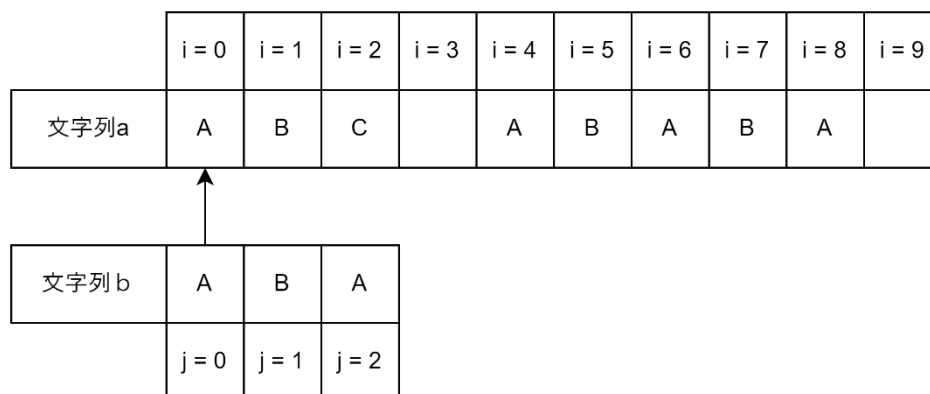 i = 0 i = 1 i = 2 i = 3 i = 4 i = 5 i = 6 i = 7 i = 8 i = 9
文字列a A B C A B A B A
文字列ｂ A B A
j = 0 j = 1 j = 2